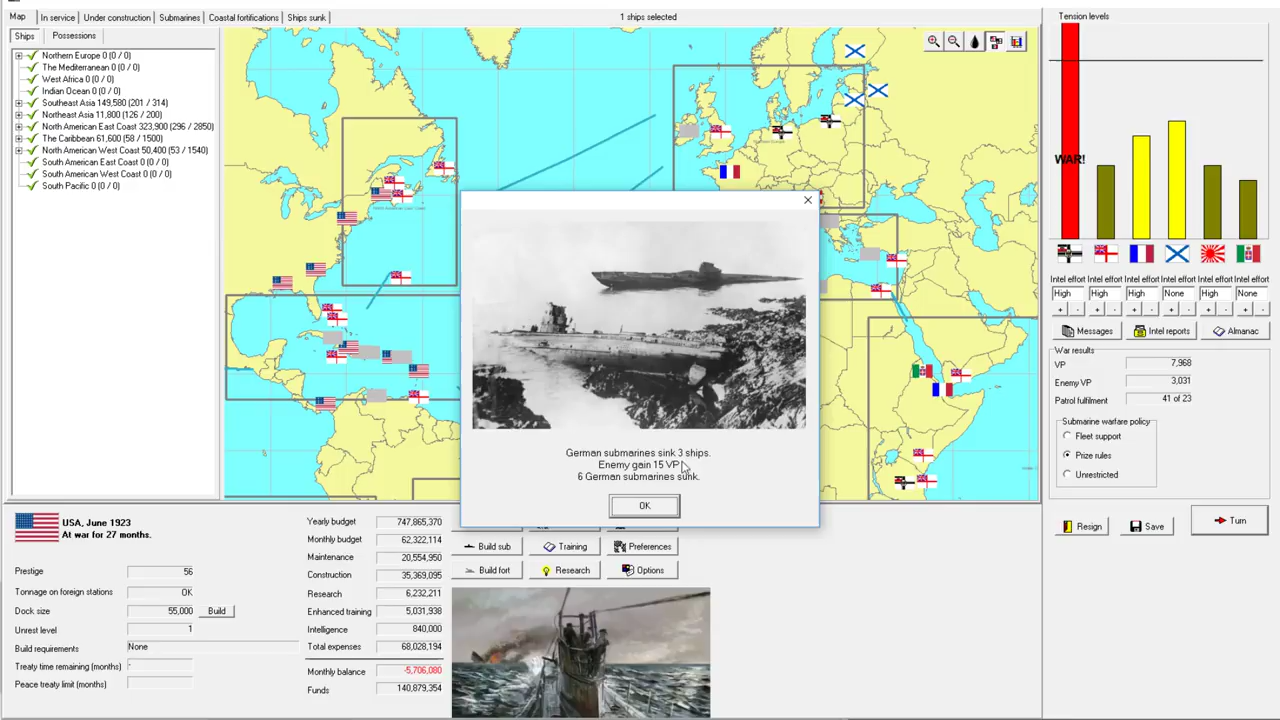 Map
In service
Under construction
Submarines
Coastal fortifications
Ships sunk
1 ships selected
Ships
Possessions
Northern Europe 0 (0 / 0)
The Mediterranean 0 (0 / 0)
West Africa 0 (0 / 0)
Indian Ocean 0 (0 / 0)
Southeast Asia 149,580 (201 / 314)
Northeast Asia 11,800 (126 / 200)
North American East Coast 323,900 (296 / 2850)
The Caribbean 61,600 (58 / 1500)
North American West Coast 50,400 (53 / 1540)
South American East Coast 0 (0 / 0)
South American West Coast 0 (0 / 0)
South Pacific 0 (0 / 0)
German submarines sink 3 ships.
Enemy gain 15 VP
6 German submarines sunk.
OK
Tension levels
WAR!
Intel effort Intel effort Intel effort Intel effort Intel effort Intel effort
High High High None High None
+ - + - + - + - + - + -
Messages
Intel reports
Almanac
War results
VP 7,968
Enemy VP 3,031
Patrol fulfilment 41 of 23
Submarine warfare policy
Fleet support
Prize rules
Unrestricted
Resign
Save
Turn
USA, June 1923
At war for 27 months.
Prestige 56
Tonnage on foreign stations OK
Dock size 55,000 Build
Unrest level 1
Build requirements None
Treaty time remaining (months) -
Peace treaty limit (months)
Yearly budget 747,865,370
Monthly budget 62,322,114
Maintenance 20,554,950
Construction 35,369,095
Research 6,232,211
Enhanced training 5,031,938
Intelligence 840,000
Total expenses 68,028,194
Monthly balance -5,706,080
Funds 140,879,354
Build sub
Training
Preferences
Build fort
Research
Options